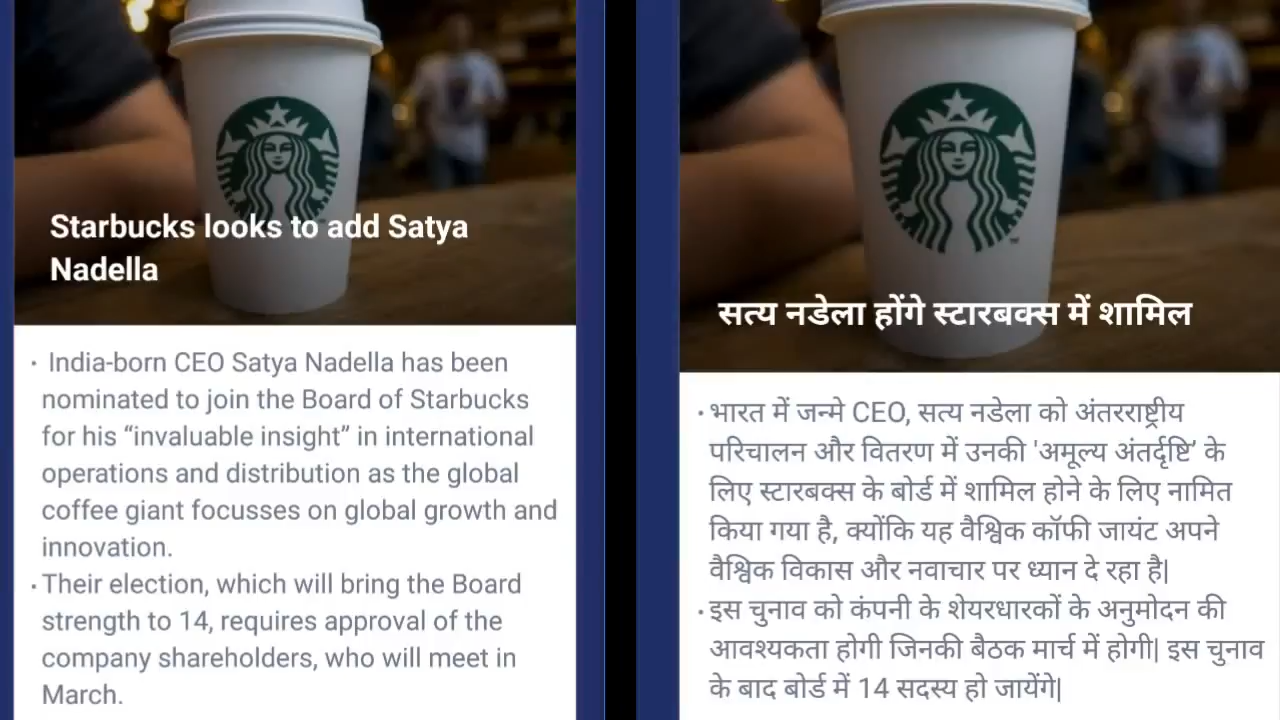 Starbucks looks to add Satya
Nadella
• India-born CEO Satya Nadella has been
nominated to join the Board of Starbucks
for his “invaluable insight” in international
operations and distribution as the global
coffee giant focusses on global growth and
innovation.
• Their election, which will bring the Board
strength to 14, requires approval of the
company shareholders, who will meet in
March.
सत्य नडेला होंगे स्टारबक्स में शामिल
• भारत में जन्मे CEO, सत्य नडेला को अंतरराष्ट्रीय
परिचालन और वितरण में उनकी 'अमूल्य अंतर्दृष्टि’ के
लिए स्टारबक्स के बोर्ड में शामिल होने के लिए नामित
किया गया है, क्योंकि यह वैश्विक कॉफी जायंट अपने
वैश्विक विकास और नवाचार पर ध्यान दे रहा है|
• इस चुनाव को कंपनी के शेयरधारकों के अनुमोदन की
आवश्यकता होगी जिनकी बैठक मार्च में होगी| इस चुनाव
के बाद बोर्ड में 14 सदस्य हो जायेंगे|